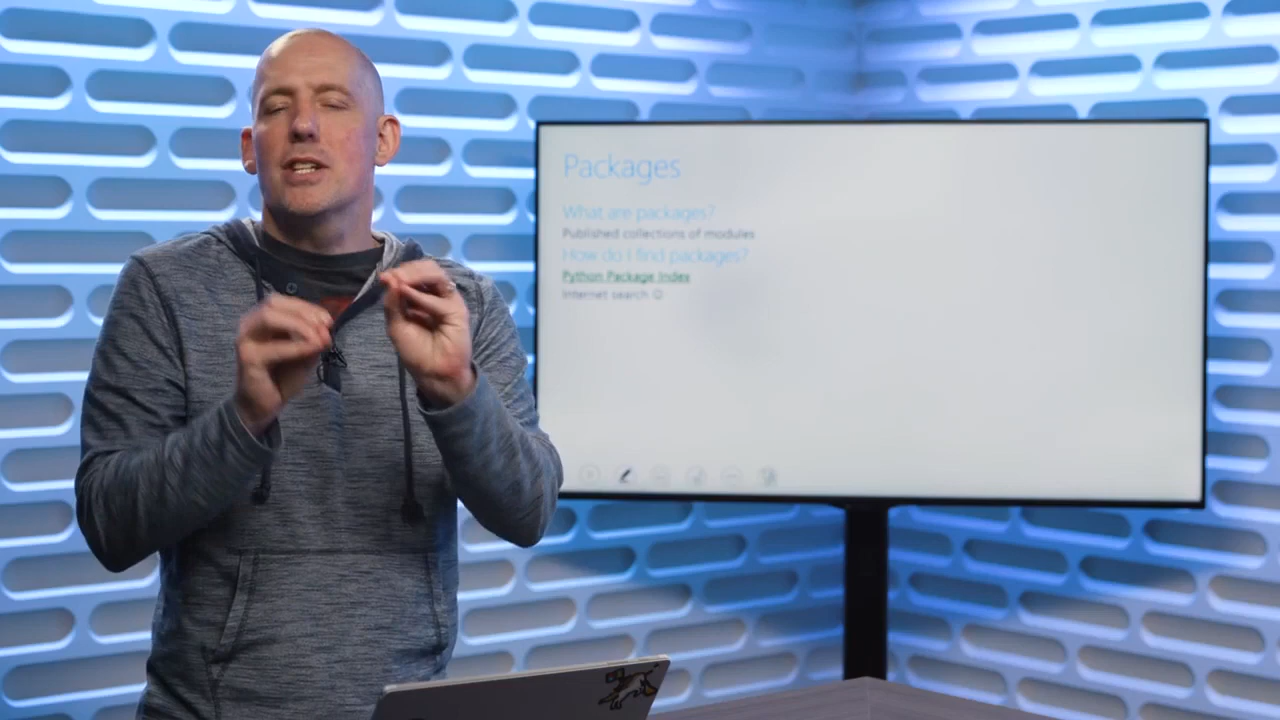 Packages
What are packages?
Published collections of modules
How do I find packages?
Python Package Index
Internet search ☺